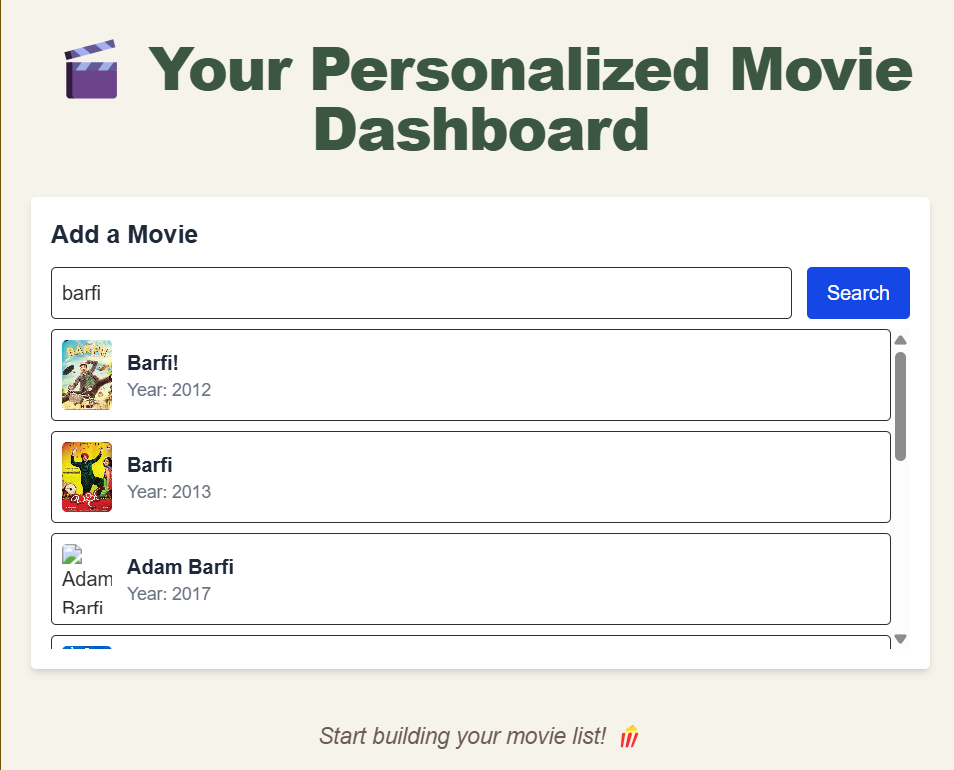 Your Personalized Movie
Dashboard
Add a Movie
barfi
Search
Barfi!
Year: 2012
Barfi
Year: 2013
Adam
Barfi
Adam Barfi
Year: 2017
Start building your movie list!